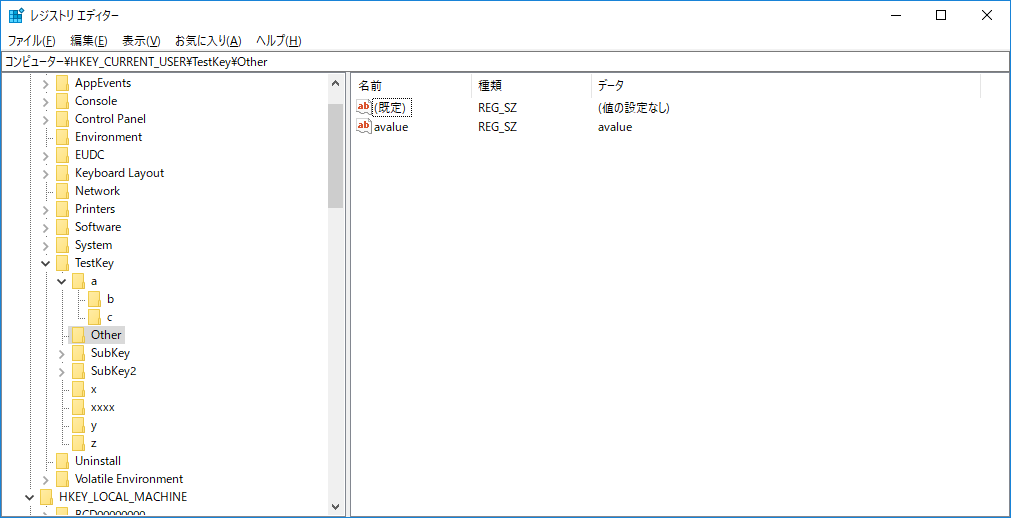 レジストリ エディター
ファイル(F) 編集(E) 表示(V) お気に入り(A) ヘルプ(H)
コンピューター¥HKEY_CURRENT_USER¥TestKey¥Other
AppEvents
Console
Control Panel
Environment
EUDC
Keyboard Layout
Network
Printers
Software
System
TestKey
a
b
c
Other
SubKey
SubKey2
x
xxxx
y
z
Uninstall
Volatile Environment
HKEY_LOCAL_MACHINE
BCD00000000
名前 種類 データ
ab (既定) REG_SZ (値の設定なし)
ab avalue REG_SZ avalue